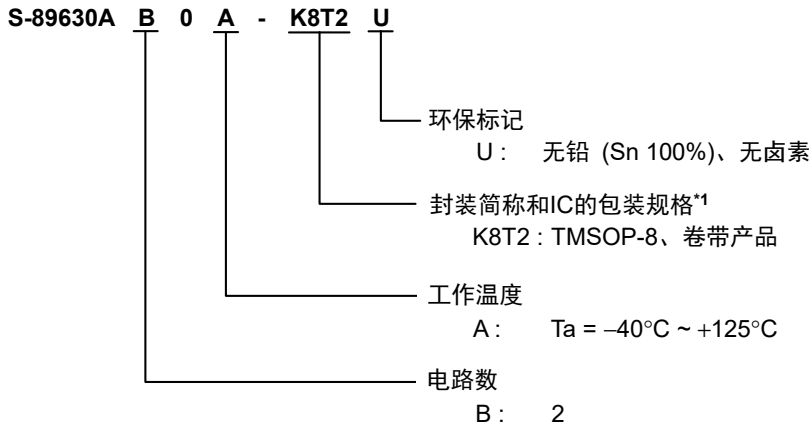 S-89630A B 0 A - K8T2 U
环保标记
U : 无铅 (Sn 100%)、无卤素
封装简称和IC的包装规格*1
K8T2 : TMSOP-8、卷带产品
工作温度
A : Ta = −40°C ~ +125°C
电路数
B : 2